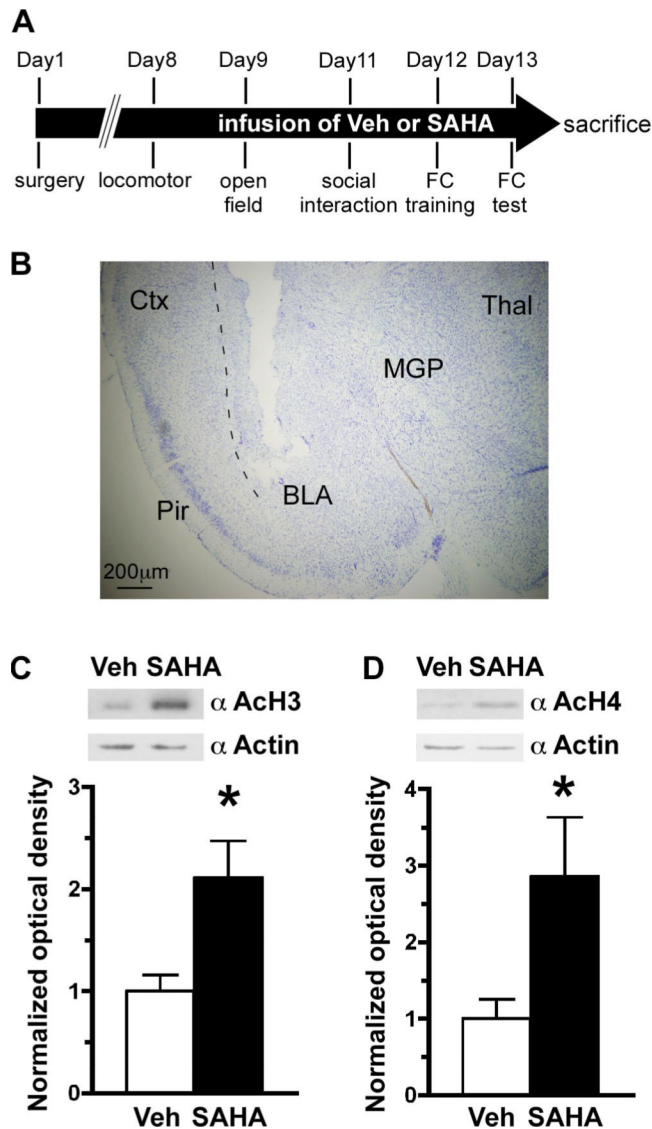 A
Day1 Day8 Day9 Day11 Day12 Day13
infusion of Veh or SAHA
sacrifice
surgery locomotor open field social interaction FC training FC test
B
Ctx
Thal
MGP
BLA
Pir
200μm
C
Veh SAHA
α AcH3
α Actin
*
Normalized optical density
3
2
1
0
Veh SAHA
D
Veh SAHA
α AcH4
α Actin
*
Normalized optical density
4
3
2
1
0
Veh SAHA